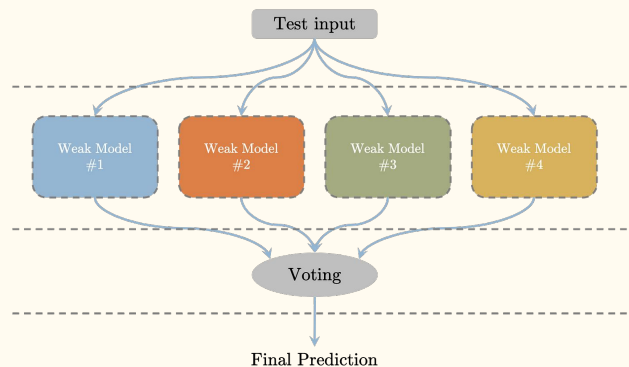 Test input
Weak Model
#1
Weak Model
#2
Weak Model
#3
Weak Model
#4
Voting
Final Prediction